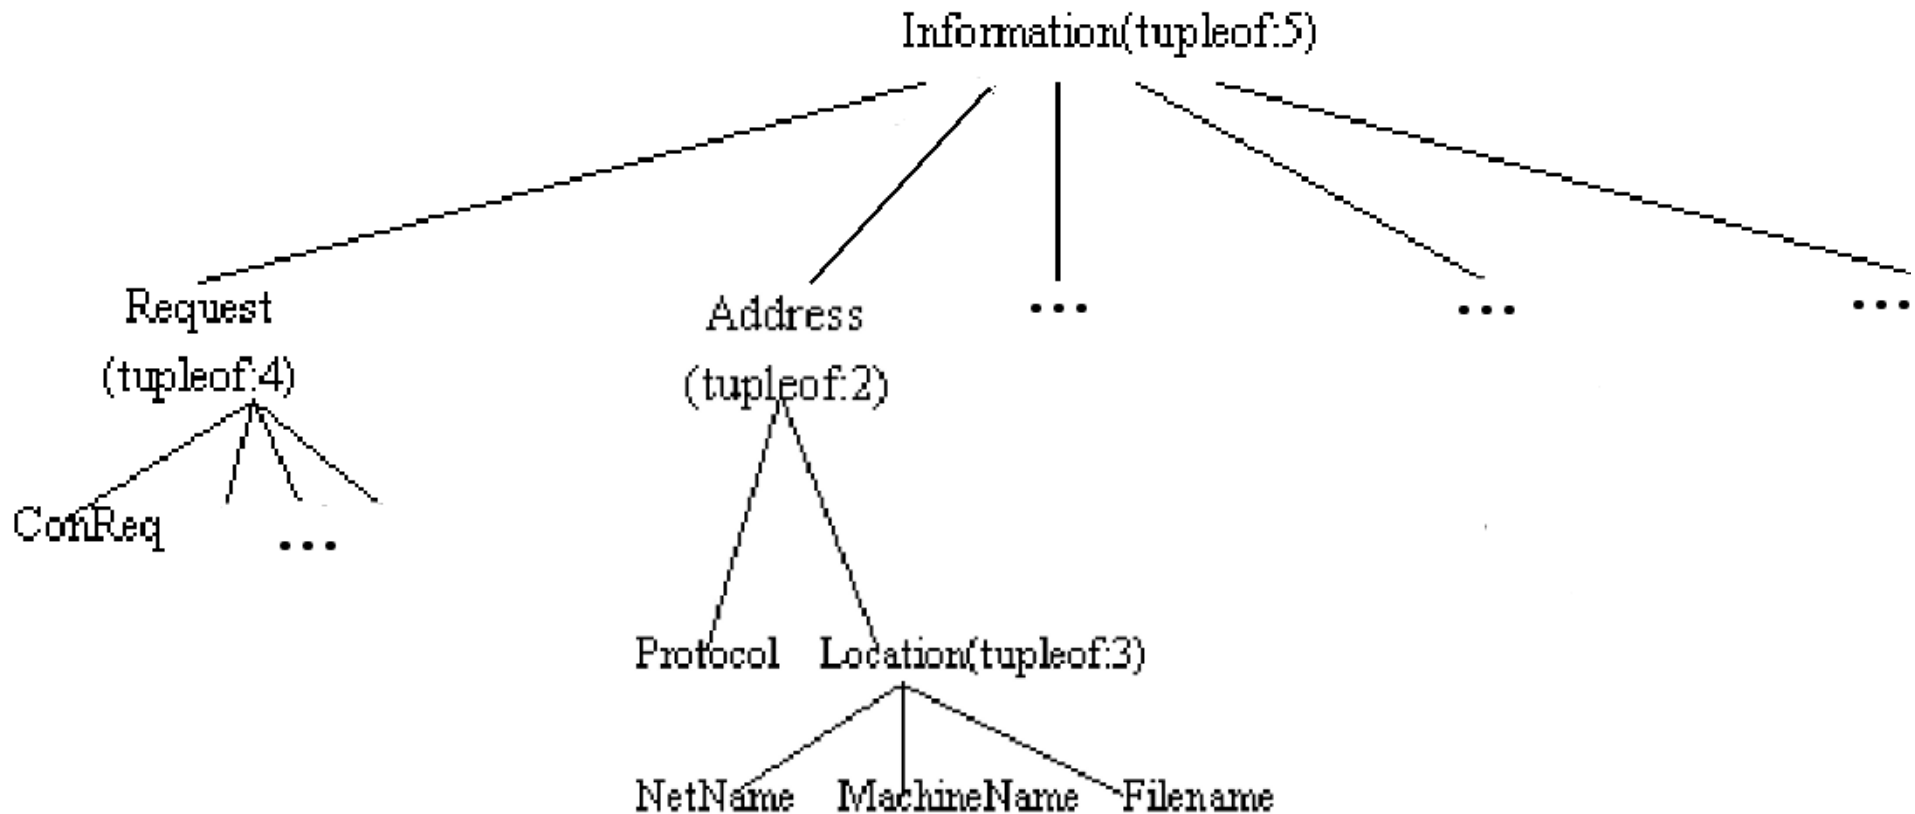 Information(tupleof:5)
Request
(tupleof:4)
Address
(tupleof:2)
...
...
...
ConReq
...
Protocol Location(tupleof:3)
NetName MachineName Filename